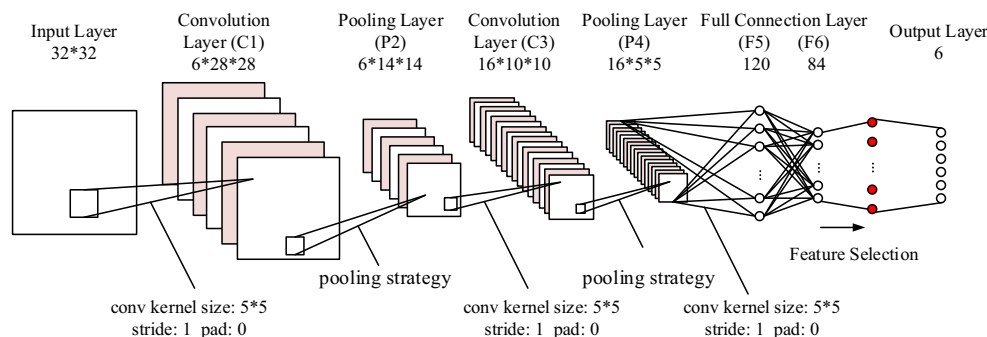 Input Layer
32*32
Convolution
Layer (C1)
6*28*28
Pooling Layer
(P2)
6*14*14
Convolution
Layer (C3)
16*10*10
Pooling Layer
(P4)
16*5*5
Full Connection Layer
(F5) (F6)
120 84
Output Layer
6
Feature Selection
pooling strategy
pooling strategy
conv kernel size: 5*5
stride: 1 pad: 0
conv kernel size: 5*5
stride: 1 pad: 0
conv kernel size: 5*5
stride: 1 pad: 0